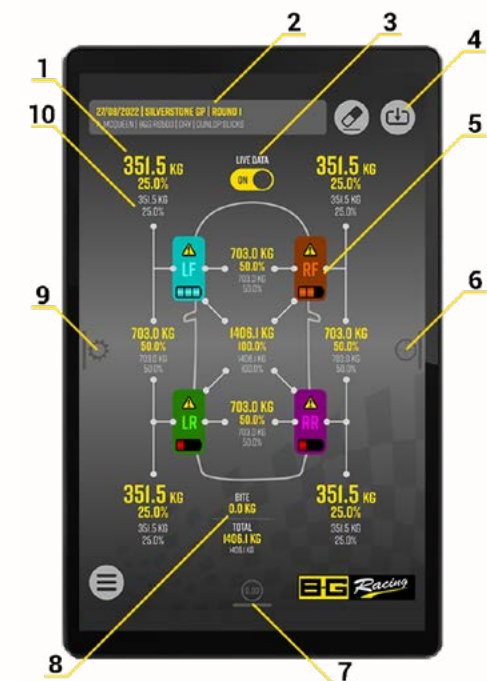 2
3
4
1
27/08/2022 | SILVERSTONE GP | ROUND 1
DRY | DUNLOP SLICKS
10
351.5 KG
25.0%
351.5 KG
25.0%
LIVE DATA
ON
351.5 KG
25.0%
351.5 KG
25.0%
5
LF
703.0 KG
50.0%
703.0 KG
50.0%
RF
9
703.0 KG
50.0%
703.0 KG
50.0%
1406.1 KG
100.0%
1406.1 KG
100.0%
703.0 KG
50.0%
703.0 KG
50.0%
6
LR
703.0 KG
50.0%
703.0 KG
50.0%
RR
351.5 KG
25.0%
351.5 KG
25.0%
BITE
0.0 KG
TOTAL
1406.1 KG
1406.1 KG
351.5 KG
25.0%
351.5 KG
25.0%
0.00
B-G Racing
8
7